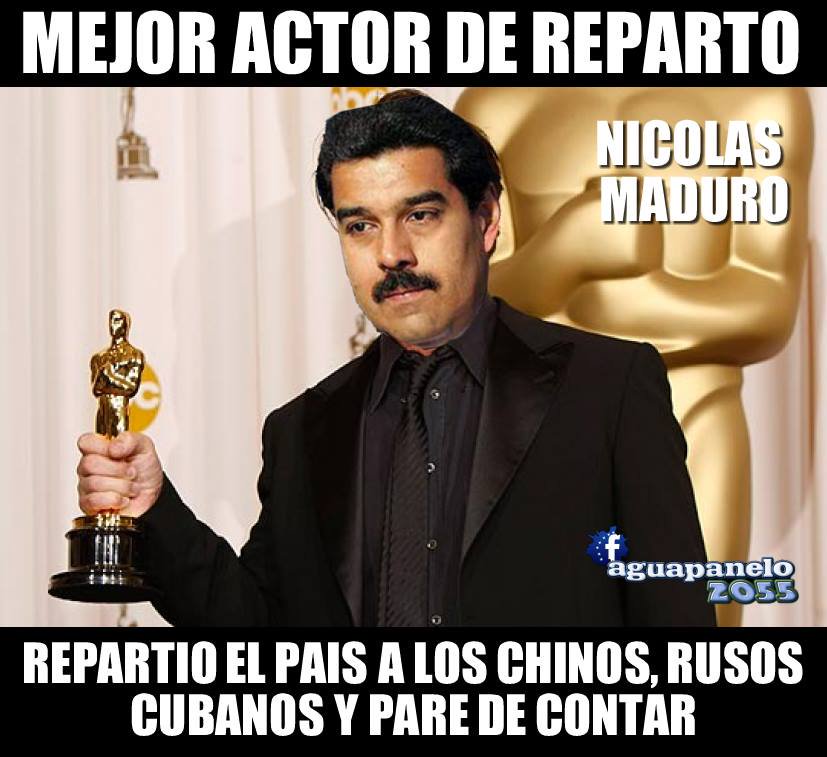 MEJOR ACTOR DE REPARTO
NICOLAS
MADURO
f
aguapanelo
2055
REPARTIO EL PAIS A LOS CHINOS, RUSOS
CUBANOS Y PARE DE CONTAR